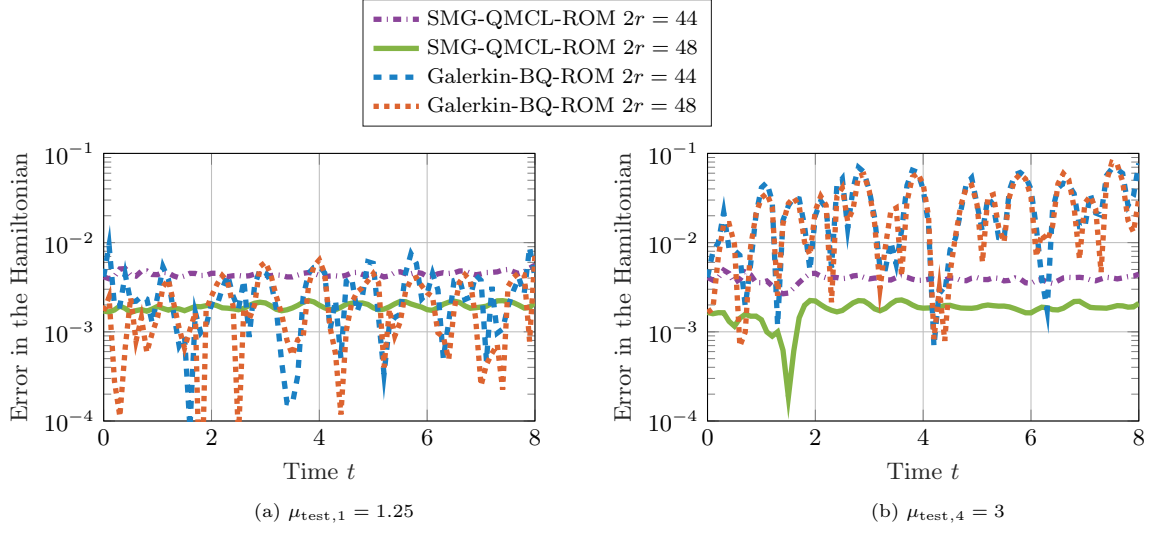 SMG-QMCL-ROM 2r = 44
SMG-QMCL-ROM 2r = 48
Galerkin-BQ-ROM 2r = 44
Galerkin-BQ-ROM 2r = 48
Error in the Hamiltonian
10⁻¹
10⁻²
10⁻³
10⁻⁴
0 2 4 6 8
Time t
(a) μtest,1 = 1.25
Error in the Hamiltonian
10⁻¹
10⁻²
10⁻³
10⁻⁴
0 2 4 6 8
Time t
(b) μtest,4 = 3